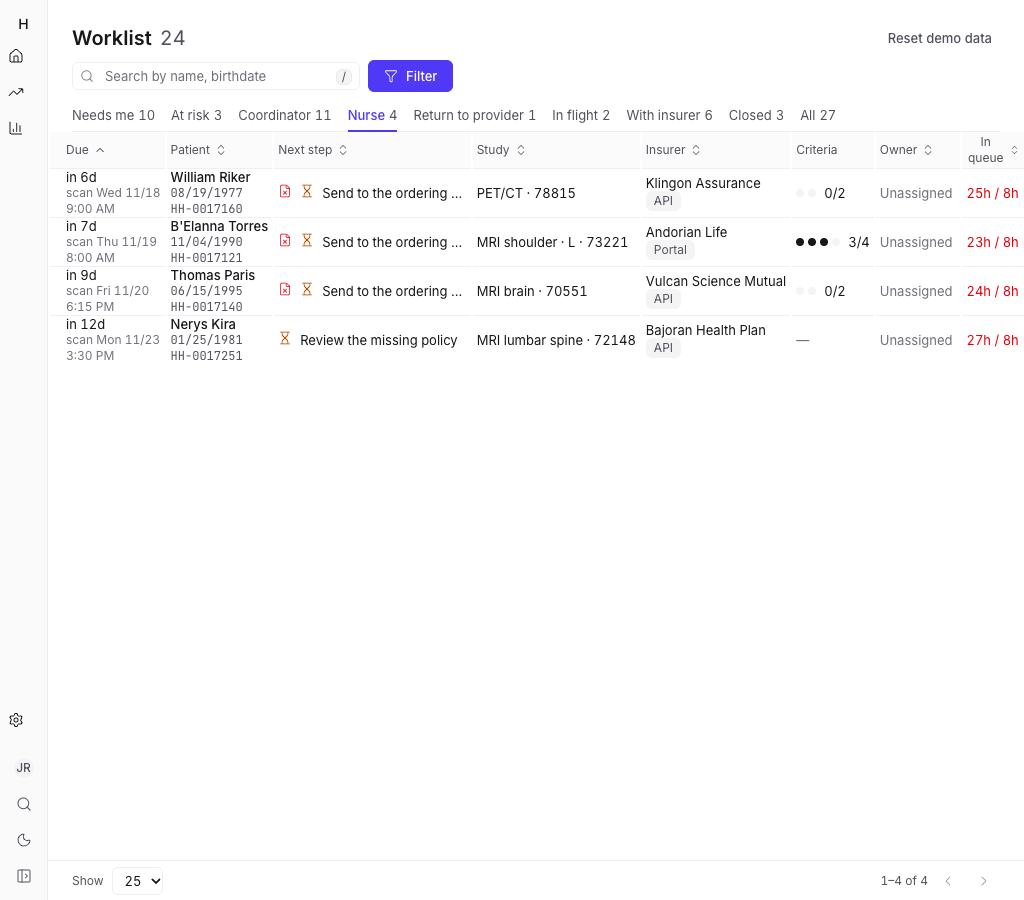 H
Worklist 24
Reset demo data
Search by name, birthdate /
Filter
Needs me 10 At risk 3 Coordinator 11 Nurse 4 Return to provider 1 In flight 2 With insurer 6 Closed 3 All 27
Due Patient Next step Study Insurer Criteria Owner In queue
in 6d
scan Wed 11/18
9:00 AM
William Riker
08/19/1977
HH-0017160
Send to the ordering ...
PET/CT · 78815
Klingon Assurance
API
0/2
Unassigned
25h / 8h
in 7d
scan Thu 11/19
8:00 AM
B'Elanna Torres
11/04/1990
HH-0017121
Send to the ordering ...
MRI shoulder · L · 73221
Andorian Life
Portal
3/4
Unassigned
23h / 8h
in 9d
scan Fri 11/20
6:15 PM
Thomas Paris
06/15/1995
HH-0017140
Send to the ordering ...
MRI brain · 70551
Vulcan Science Mutual
API
0/2
Unassigned
24h / 8h
in 12d
scan Mon 11/23
3:30 PM
Nerys Kira
01/25/1981
HH-0017251
Review the missing policy
MRI lumbar spine · 72148
Bajoran Health Plan
API
—
Unassigned
27h / 8h
JR
Show 25
1–4 of 4